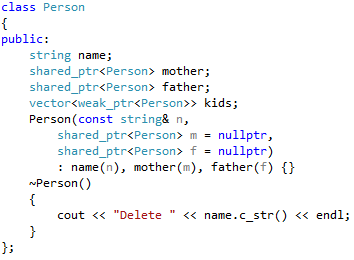 class Person
{
public:
    string name;
    shared_ptr<Person> mother;
    shared_ptr<Person> father;
    vector<weak_ptr<Person>> kids;
    Person(const string& n,
        shared_ptr<Person> m = nullptr,
        shared_ptr<Person> f = nullptr)
        : name(n), mother(m), father(f) {}
    ~Person()
    {
        cout << "Delete " << name.c_str() << endl;
    }
};